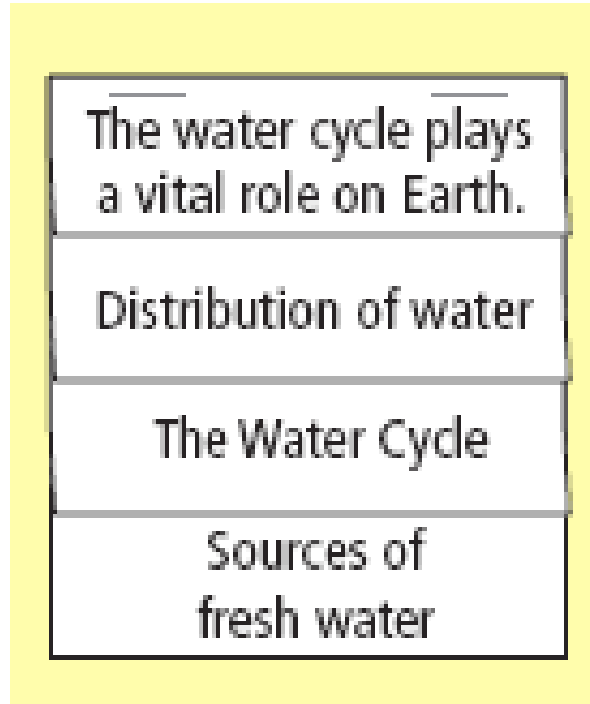 The water cycle plays
a vital role on Earth.
Distribution of water
The Water Cycle
Sources of
fresh water